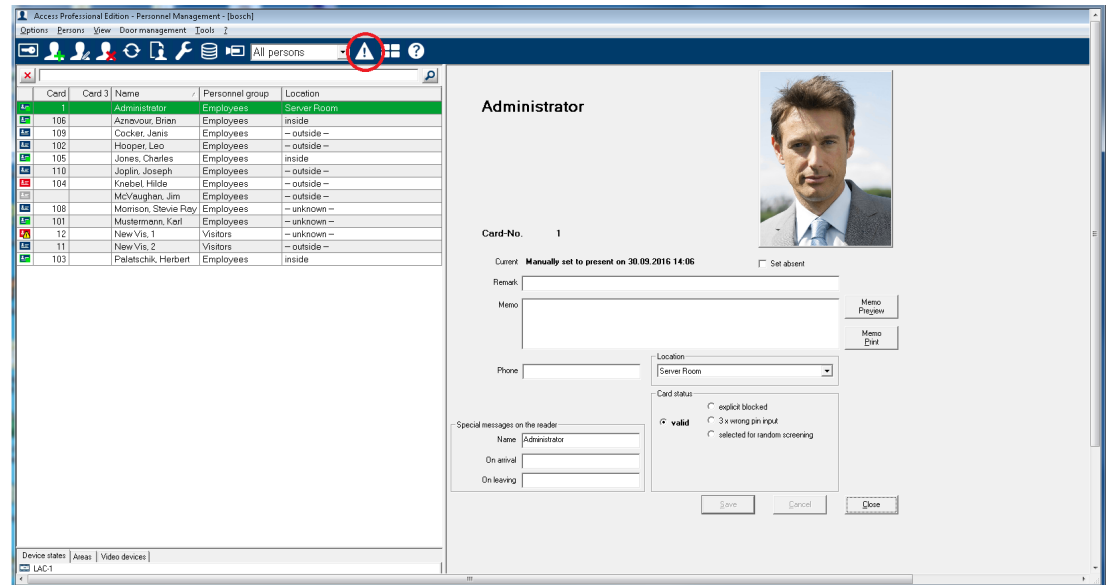 Access Professional Edition - Personnel Management - [bosch]
Options Persons View Door management Tools ?
All persons
Card Card 3 Name Personnel group Location
1 Administrator Employees Server Room
106 Aznavour, Brian Employees inside
109 Cocker, Janis Employees – outside –
102 Hooper, Leo Employees – outside –
105 Jones, Charles Employees inside
110 Joplin, Joseph Employees – outside –
104 Knebel, Hilde Employees – outside –
McVaughan, Jim Employees – outside –
108 Morrison, Stevie Ray Employees – unknown –
101 Mustermann, Karl Employees – unknown –
12 New Vis, 1 Visitors – unknown –
11 New Vis, 2 Visitors – outside –
103 Palatschik, Herbert Employees inside
Administrator
Card-No. 1
Current Manually set to present on 30.09.2016 14:06
Set absent
Remark
Memo
Memo Preview
Memo Print
Phone
Location
Server Room
Card status
valid
explicit blocked
3 x wrong pin input
selected for random screening
Special messages on the reader
Name Administrator
On arrival
On leaving
Save Cancel Close
Device states Areas Video devices
LAC-1